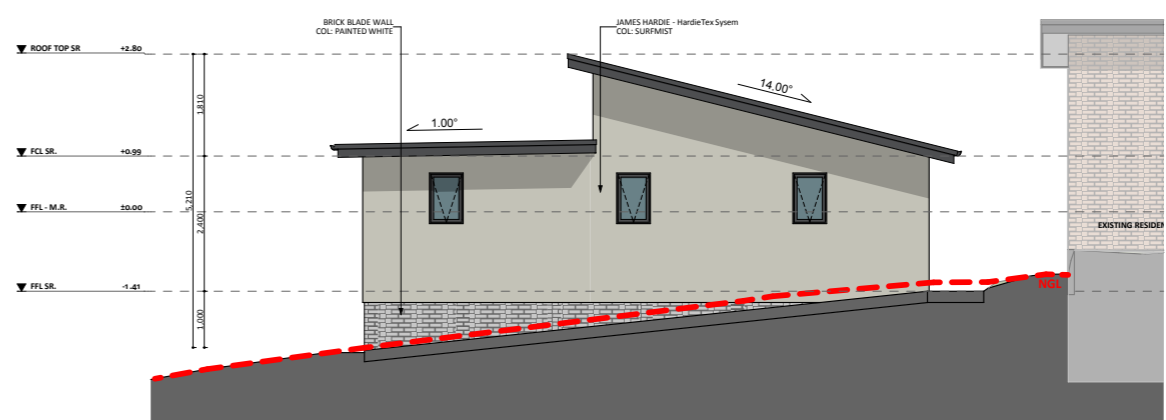 BRICK BLADE WALL
COL: PAINTED WHITE
JAMES HARDIE - HardieTex Sysem
COL: SURFMIST
ROOF TOP SR +2.80
1,810
14.00°
1.00°
FCL SR. +0.99
5,210
2,400
FFL - M.R. ±0.00
EXISTING RESIDEN
FFL SR. -1.41
NGL
1,000